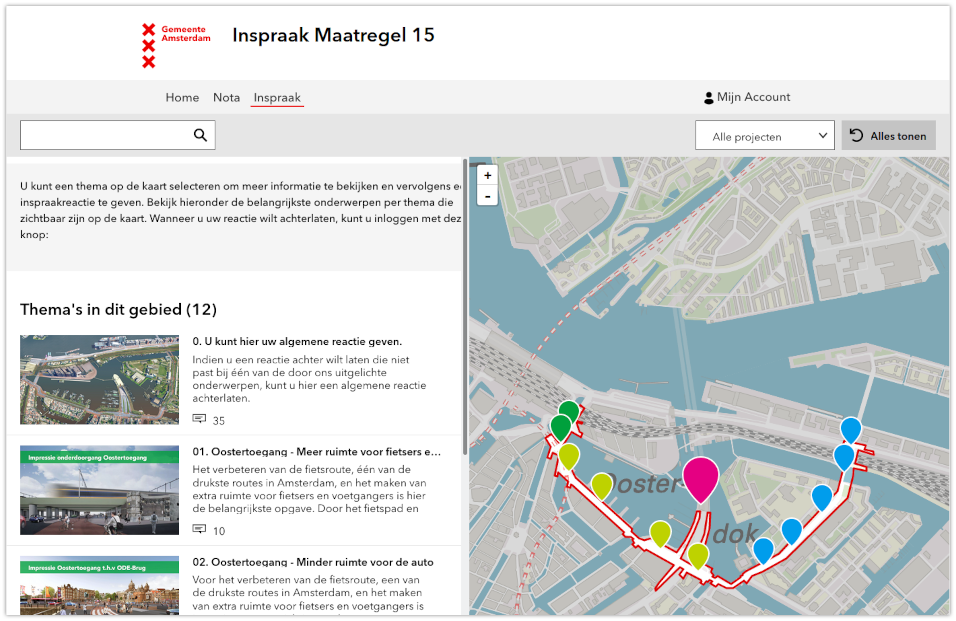 Gemeente
Amsterdam
Inspraak Maatregel 15
Home Nota Inspraak
Mijn Account
Alle projecten
Alles tonen
U kunt een thema op de kaart selecteren om meer informatie te bekijken en vervolgens e
inspraakreactie te geven. Bekijk hieronder de belangrijkste onderwerpen per thema die
zichtbaar zijn op de kaart. Wanneer u uw reactie wilt achterlaten, kunt u inloggen met dez
knop:
Thema's in dit gebied (12)
0. U kunt hier uw algemene reactie geven.
Indien u een reactie achter wilt laten die niet
past bij één van de door ons uitgelichte
onderwerpen, kunt u hier een algemene reactie
achterlaten.
35
Impressie onderdoorgang Oostertoegang
01. Oostertoegang - Meer ruimte voor fietsers e...
Het verbeteren van de fietsroute, één van de
drukste routes in Amsterdam, en het maken van
extra ruimte voor fietsers en voetgangers is hier
de belangrijkste opgave. Door het fietspad en
10
Impressie Oostertoegang t.h.v ODE-Brug
02. Oostertoegang - Minder ruimte voor de auto
Voor het verbeteren van de fietsroute, een van
de drukste routes in Amsterdam, en het maken
van extra ruimte voor fietsers en voetgangers is
+
-
Ooster
dok